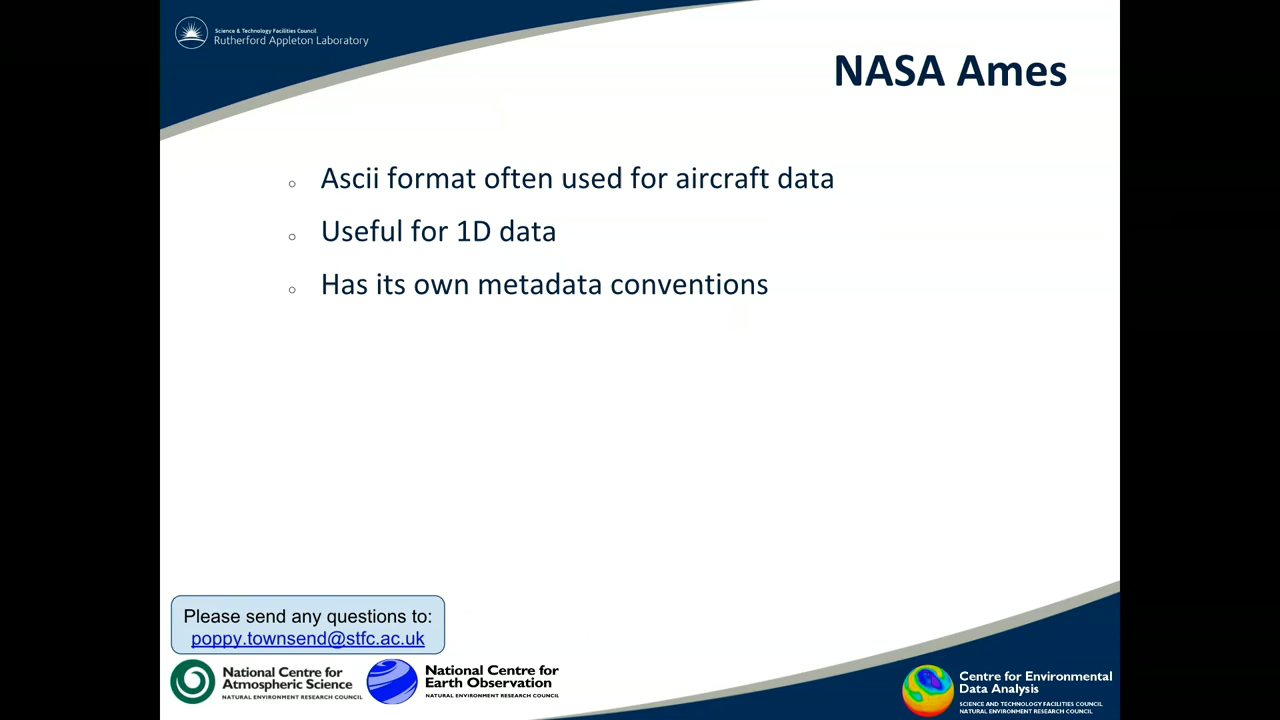 Science & Technology Facilities Council
Rutherford Appleton Laboratory
NASA Ames
Ascii format often used for aircraft data
Useful for 1D data
Has its own metadata conventions
Please send any questions to:
poppy.townsend@stfc.ac.uk
National Centre for
Atmospheric Science
NATURAL ENVIRONMENT RESEARCH COUNCIL
National Centre for
Earth Observation
NATURAL ENVIRONMENT RESEARCH COUNCIL
Centre for Environmental
Data Analysis
SCIENCE AND TECHNOLOGY FACILITIES COUNCIL
NATURAL ENVIRONMENT RESEARCH COUNCIL